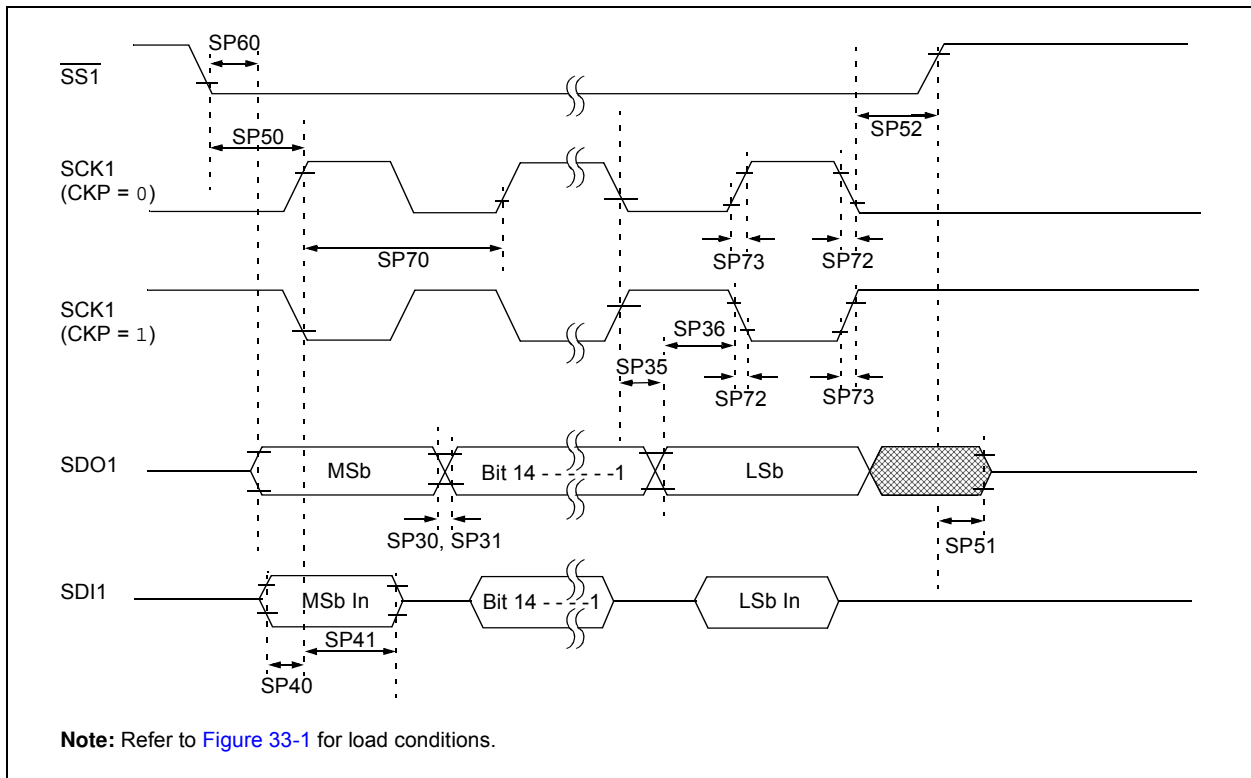 SP60
SS1
SP50
SP52
SCK1
(CKP = 0)
SP70
SP73
SP72
SCK1
(CKP = 1)
SP36
SP35
SP72
SP73
SDO1
MSb
Bit 14 - - - - - -1
LSb
SP30, SP31
SP51
SDI1
MSb In
Bit 14 - - - -1
LSb In
SP41
SP40
Note: Refer to Figure 33-1 for load conditions.